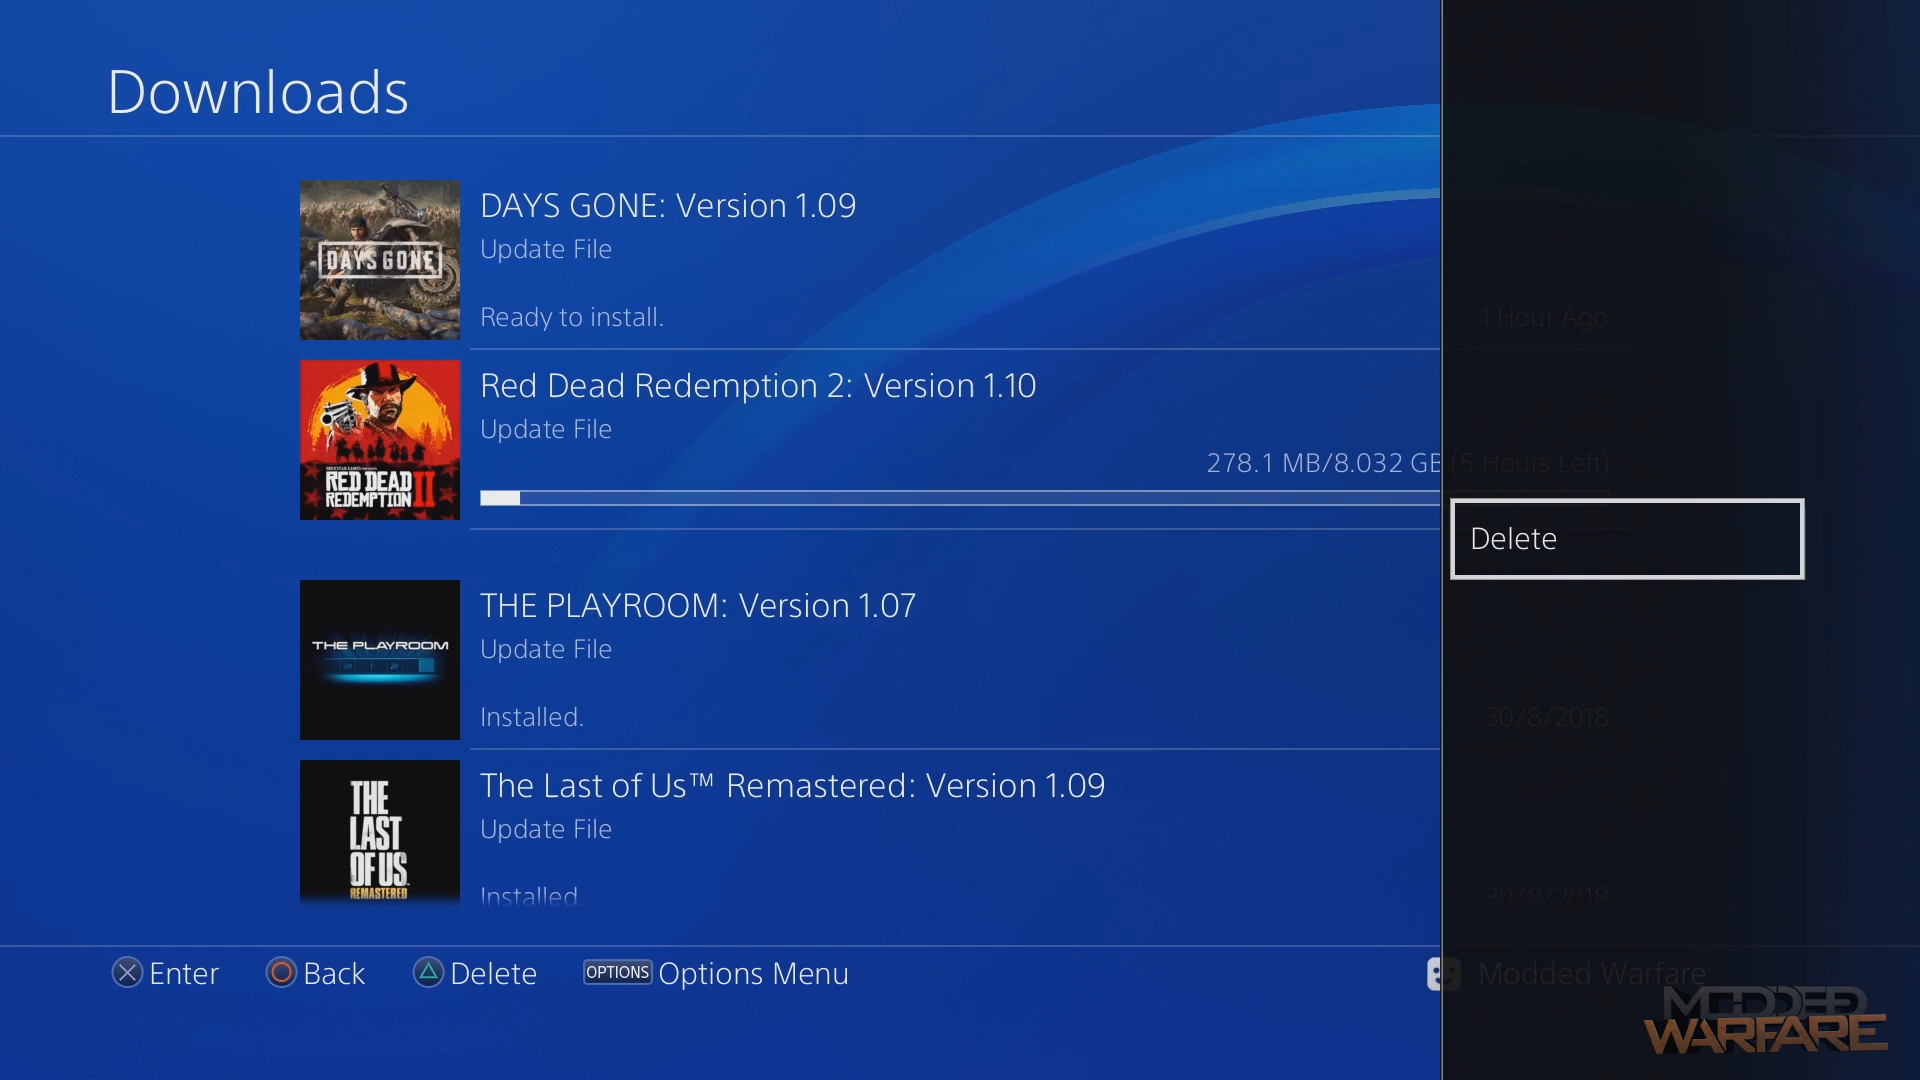 Downloads
DAYS GONE
DAYS GONE: Version 1.09
Update File
Ready to install.
1 Hour Ago
RED DEAD
REDEMPTION II
Red Dead Redemption 2: Version 1.10
Update File
278.1 MB/8.032 GB (5 Hours Left)
Delete
THE PLAYROOM
THE PLAYROOM: Version 1.07
Update File
Installed.
30/8/2018
THE
LAST
OF US
REMASTERED
The Last of Us™ Remastered: Version 1.09
Update File
Installed.
30/8/2018
Enter
Back
Delete
OPTIONS Options Menu
Modded Warfare
MODDED
WARFARE